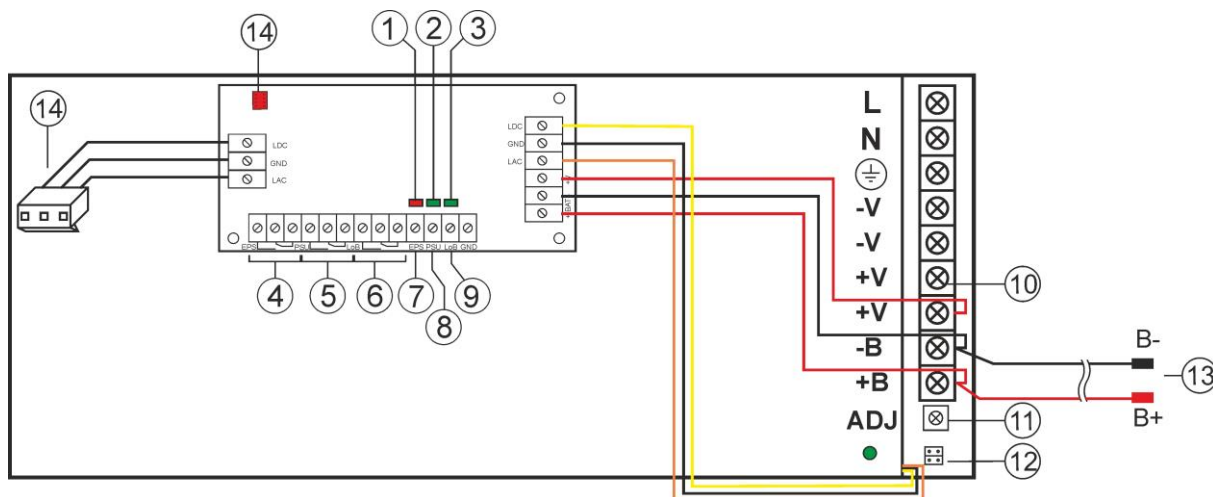 1 2 3
14
14
LDC
GND
LAC
LDC
GND
LAC
+V
+BAT-
EPS PSU LoB EPS PSU LoB GND
4 5 6 7 8 9
L
N
-V
-V
+V
10
+V
-B
+B
ADJ
11
12
B-
13
B+